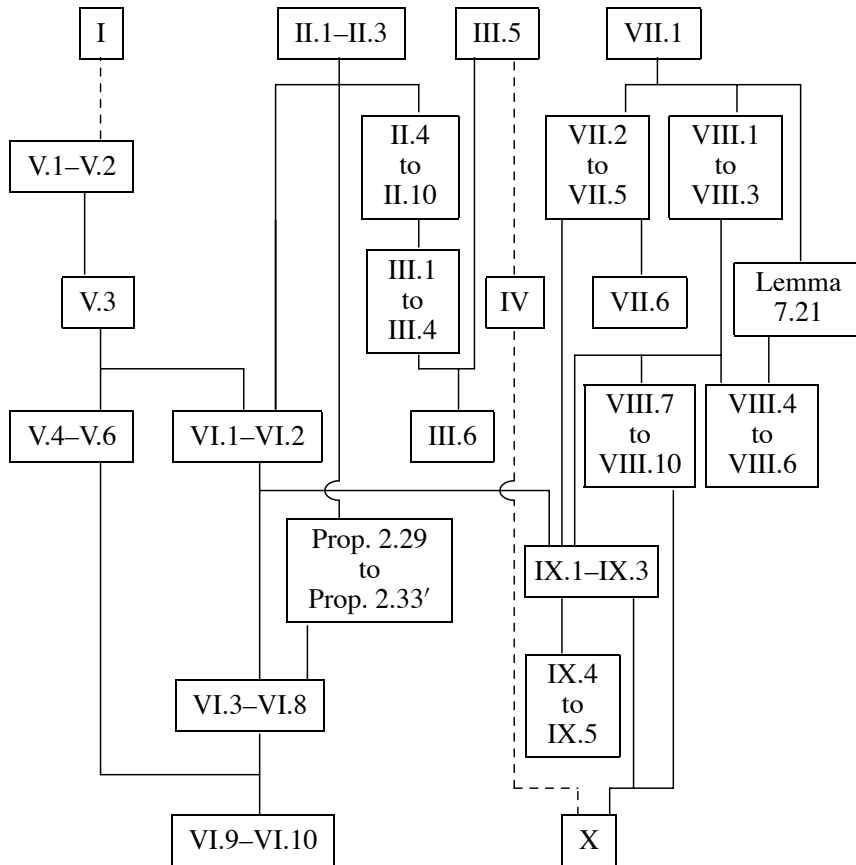 I
II.1–II.3
III.5
VII.1
V.1–V.2
II.4
to
II.10
VII.2
to
VII.5
VIII.1
to
VIII.3
V.3
III.1
to
III.4
IV
VII.6
Lemma
7.21
V.4–V.6
VI.1–VI.2
III.6
VIII.7
to
VIII.10
VIII.4
to
VIII.6
Prop. 2.29
to
Prop. 2.33′
IX.1–IX.3
VI.3–VI.8
IX.4
to
IX.5
VI.9–VI.10
X